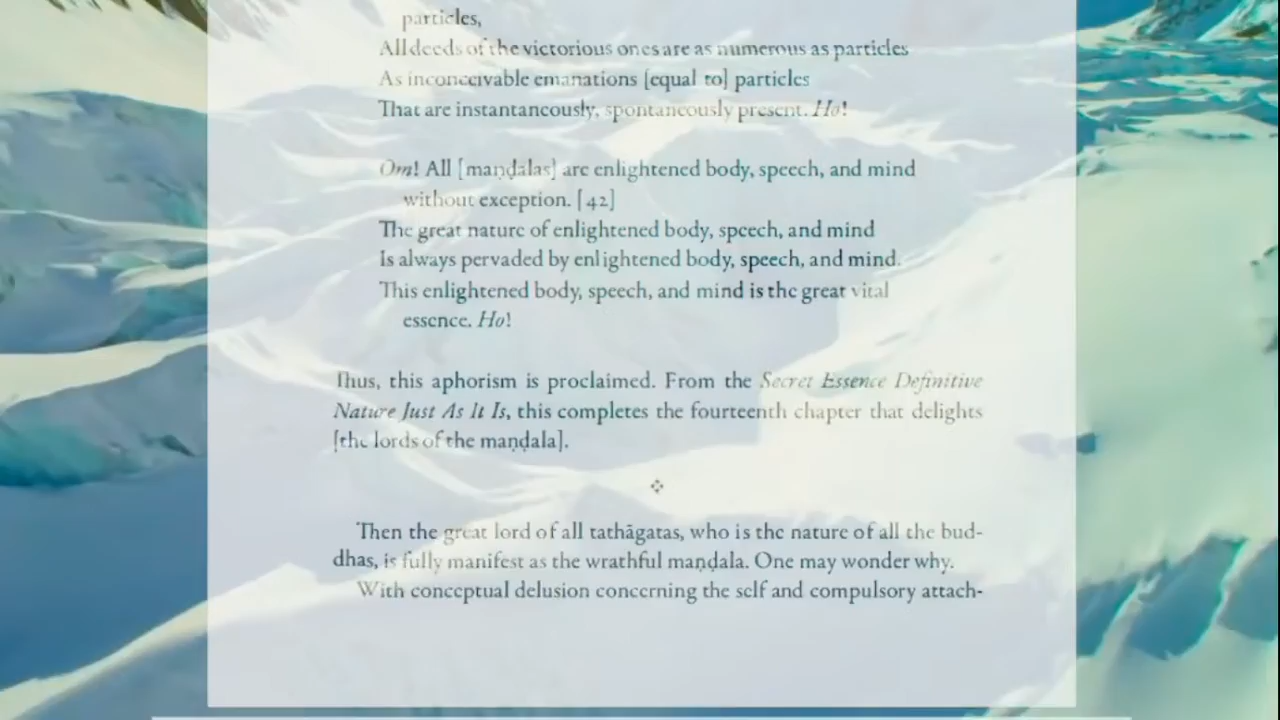 particles,
All deeds of the victorious ones are as numerous as particles
As inconceivable emanations [equal to] particles
That are instantaneously, spontaneously present. Ho!
Om! All [maṇḍalas] are enlightened body, speech, and mind
without exception. [42]
The great nature of enlightened body, speech, and mind
Is always pervaded by enlightened body, speech, and mind.
This enlightened body, speech, and mind is the great vital
essence. Ho!
Thus, this aphorism is proclaimed. From the Secret Essence Definitive
Nature Just As It Is, this completes the fourteenth chapter that delights
[the lords of the maṇḍala].
Then the great lord of all tathāgatas, who is the nature of all the bud-
dhas, is fully manifest as the wrathful maṇḍala. One may wonder why.
With conceptual delusion concerning the self and compulsory attach-